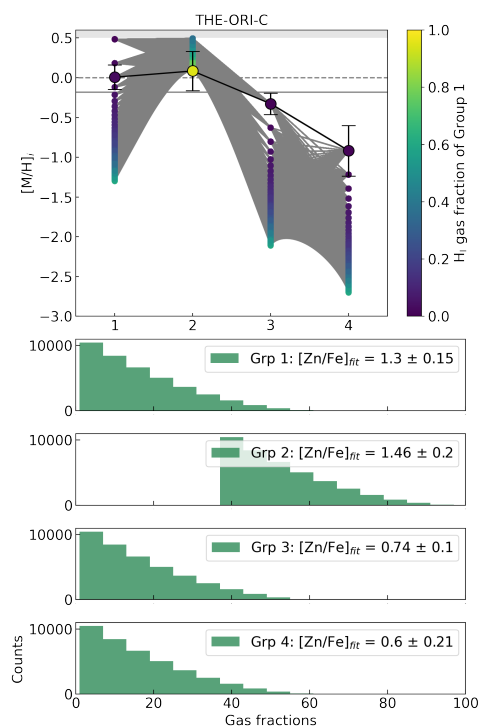 THE-ORI-C
0.5
0.0
−0.5
−1.0
−1.5
−2.0
−2.5
−3.0
[M/H]i
1 2 3 4
1.0
0.8
0.6
0.4
0.2
0.0
HI gas fraction of Group 1
10000
0
Grp 1: [Zn/Fe]fit = 1.3 ± 0.15
10000
0
Grp 2: [Zn/Fe]fit = 1.46 ± 0.2
10000
0
Grp 3: [Zn/Fe]fit = 0.74 ± 0.1
10000
0
Grp 4: [Zn/Fe]fit = 0.6 ± 0.21
Counts
0 20 40 60 80 100
Gas fractions